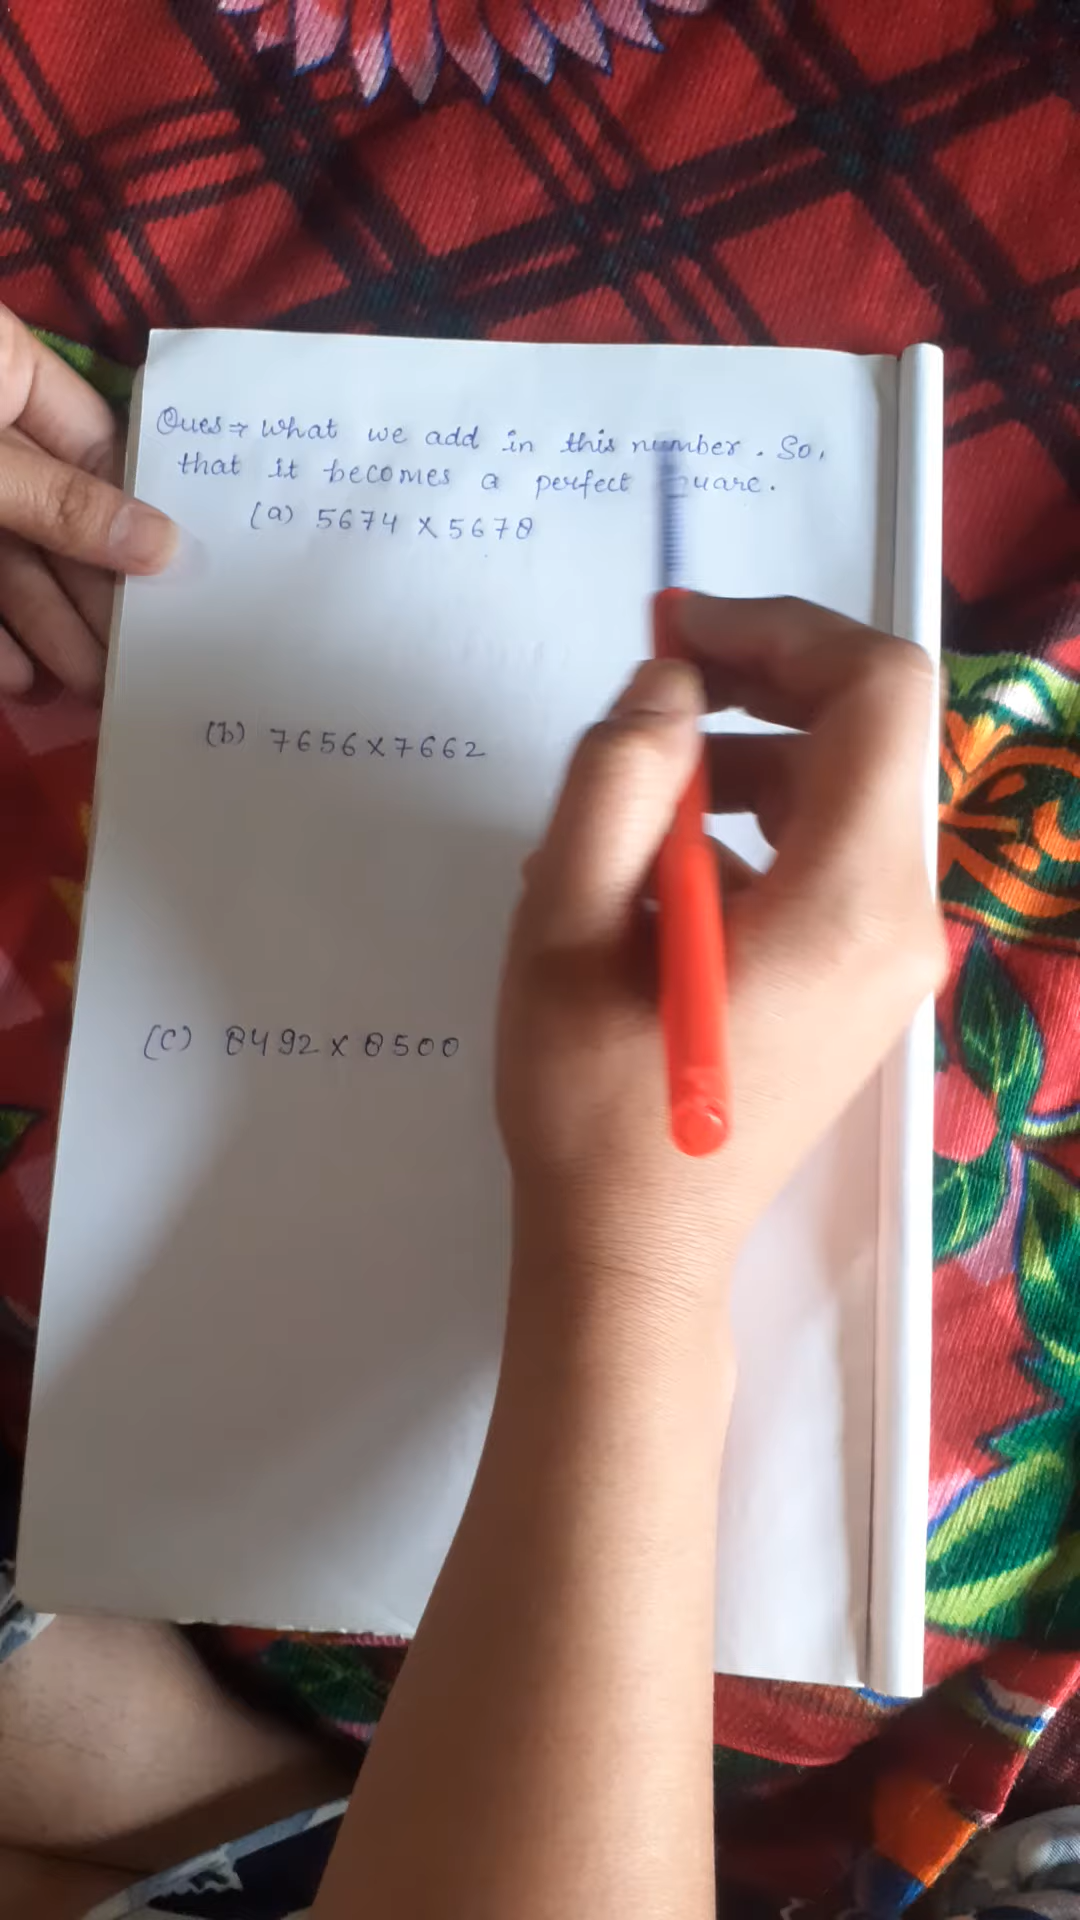 Ques → What we add in this number. So,
that it becomes a perfect
(a) 5674 × 5678
(b) 7656 × 7662
(c) 8492 × 8500